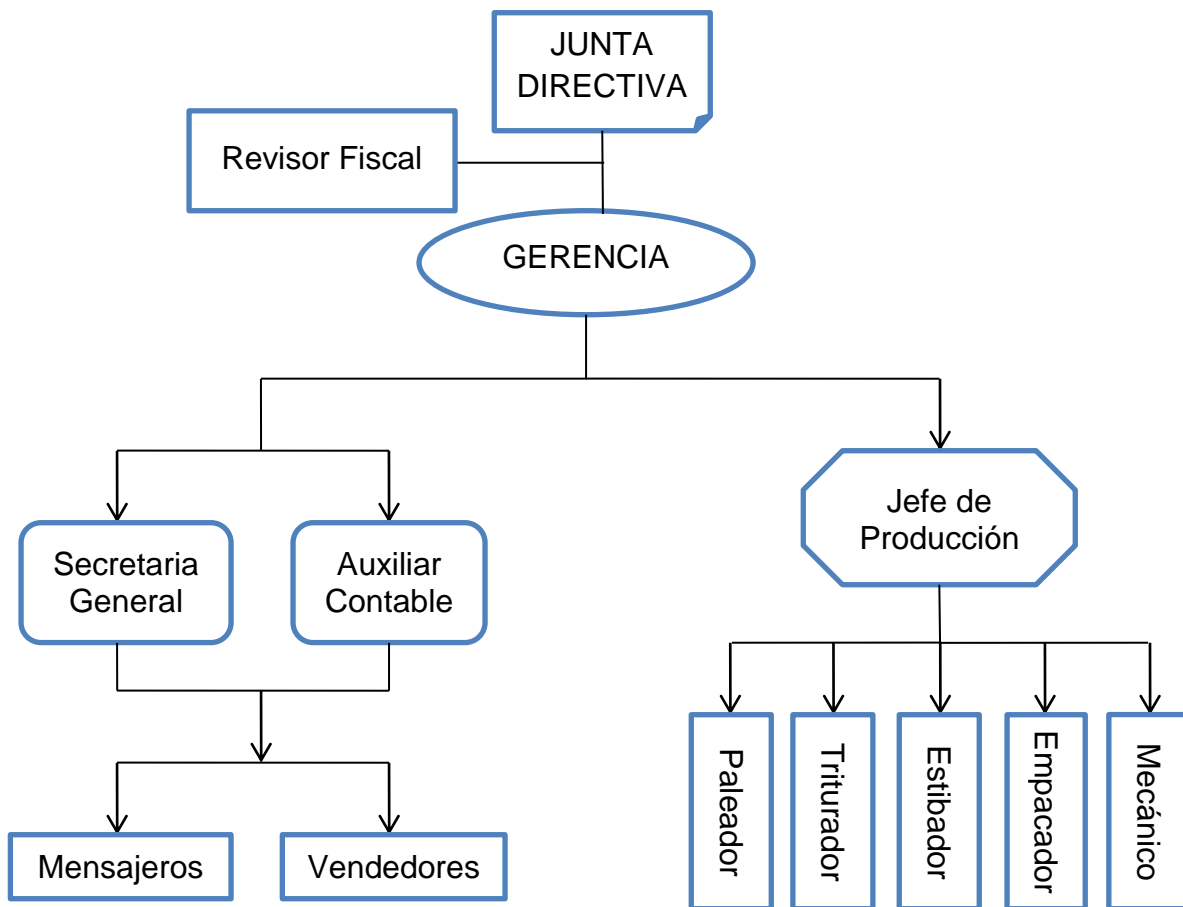 JUNTA
DIRECTIVA
Revisor Fiscal
GERENCIA
Secretaria
General
Auxiliar
Contable
Jefe de
Producción
Paleador
Triturador
Estibador
Empacador
Mecánico
Mensajeros
Vendedores